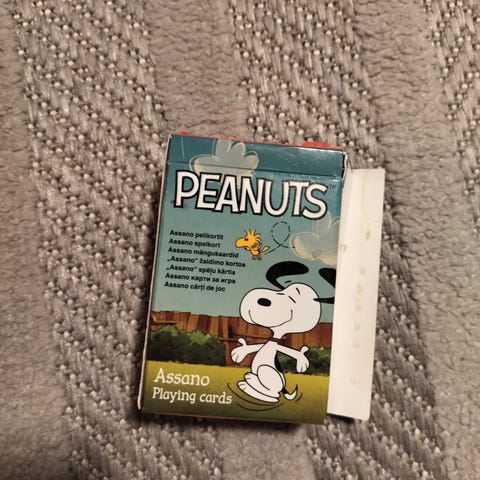 PEANUTS™
Assano pelikortit
Assano spelkort
Assano mängukaardid
„Assano" žaidimo kortos
„Assano" spēļu kārtis
Assano карти за игра
Assano cărți de joc
Assano
Playing cards